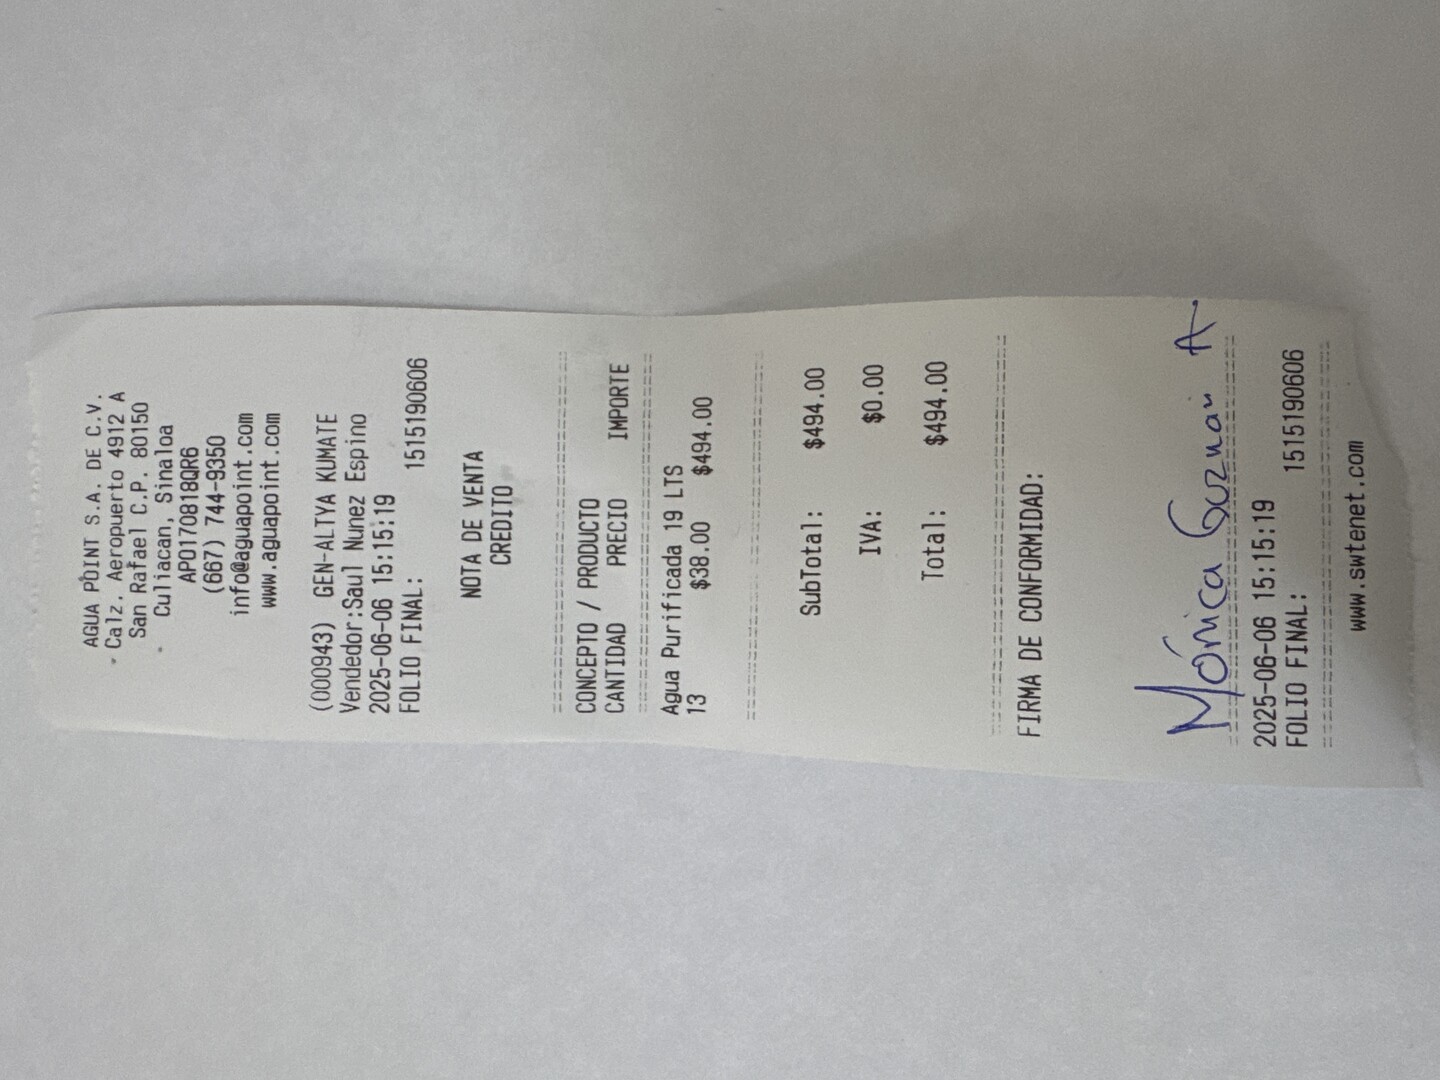 AGUA POINT S.A. DE C.V.
Calz. Aeropuerto 4912 A
San Rafael C.P. 80150
Culiacan, Sinaloa
APO170818QR6
(667) 744-9350
info@aguapoint.com
www.aguapoint.com
(000943) GEN-ALTYA KUMATE
Vendedor:Saul Nunez Espino
2025-06-06 15:15:19
FOLIO FINAL: 1515190606
NOTA DE VENTA
CREDITO
CONCEPTO / PRODUCTO
CANTIDAD PRECIO IMPORTE
Agua Purificada 19 LTS
13 $38.00 $494.00
SubTotal: $494.00
IVA: $0.00
Total: $494.00
FIRMA DE CONFORMIDAD:
Mónica Guzmán A
2025-06-06 15:15:19
FOLIO FINAL: 1515190606
www.swtenet.com